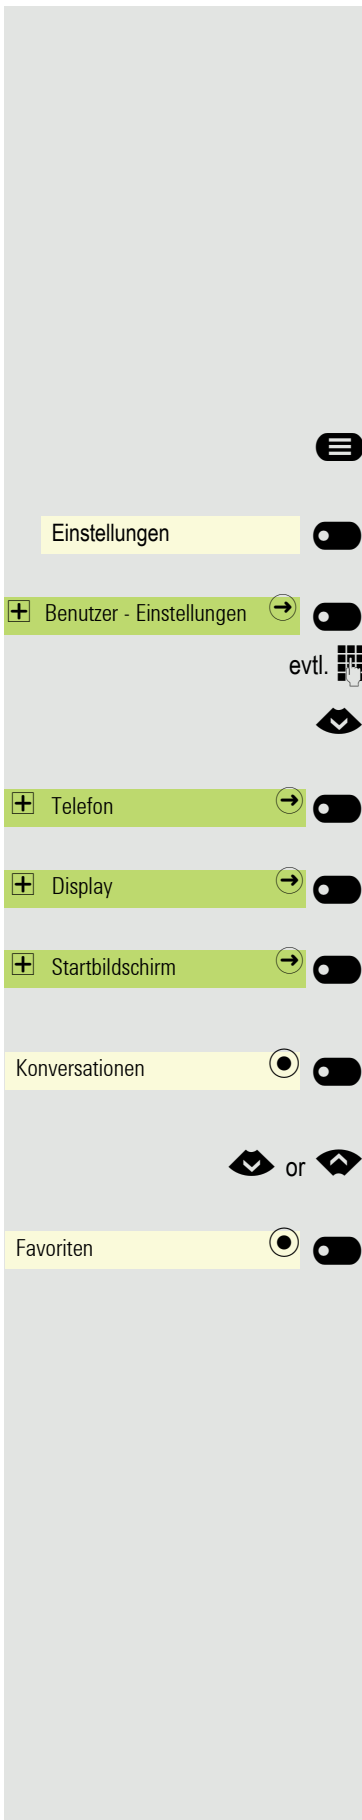 Einstellungen
Benutzer - Einstellungen
evtl.
Telefon
Display
Startbildschirm
Konversationen
or
Favoriten